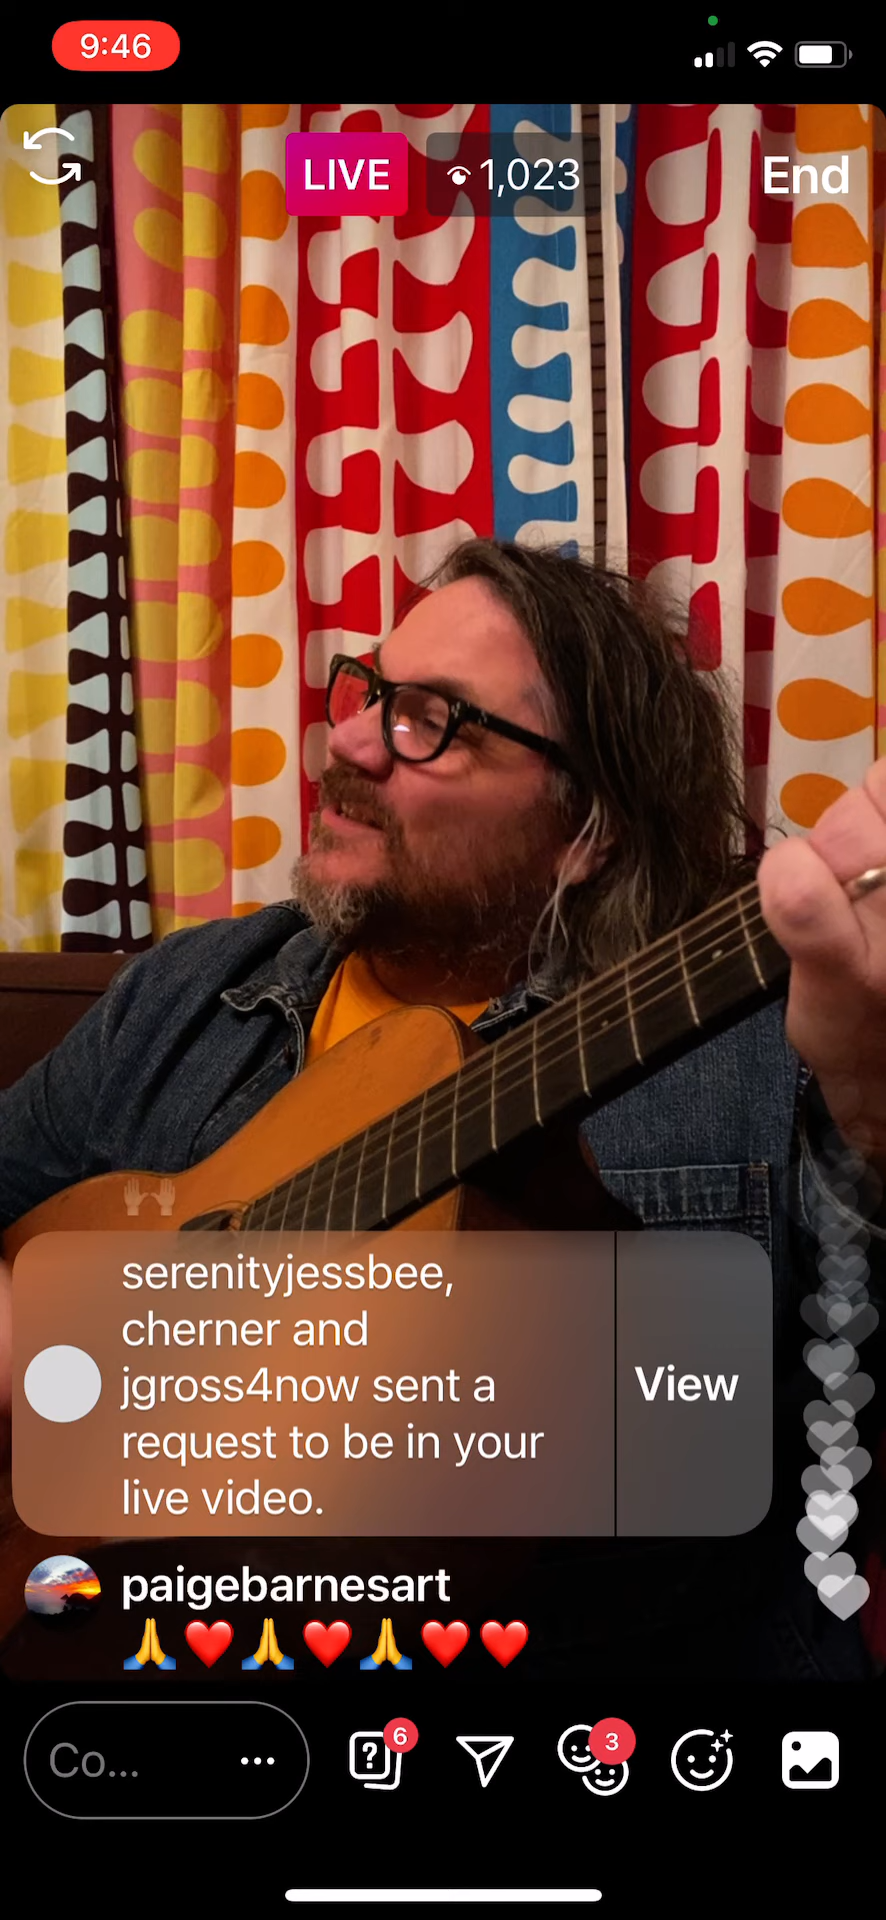 9:46
LIVE
1,023
End
serenityjessbee,
cherner and
jgross4now sent a
request to be in your
live video.
View
paigebarnesart
🙏❤️🙏❤️🙏❤️❤️
Co...
6
3